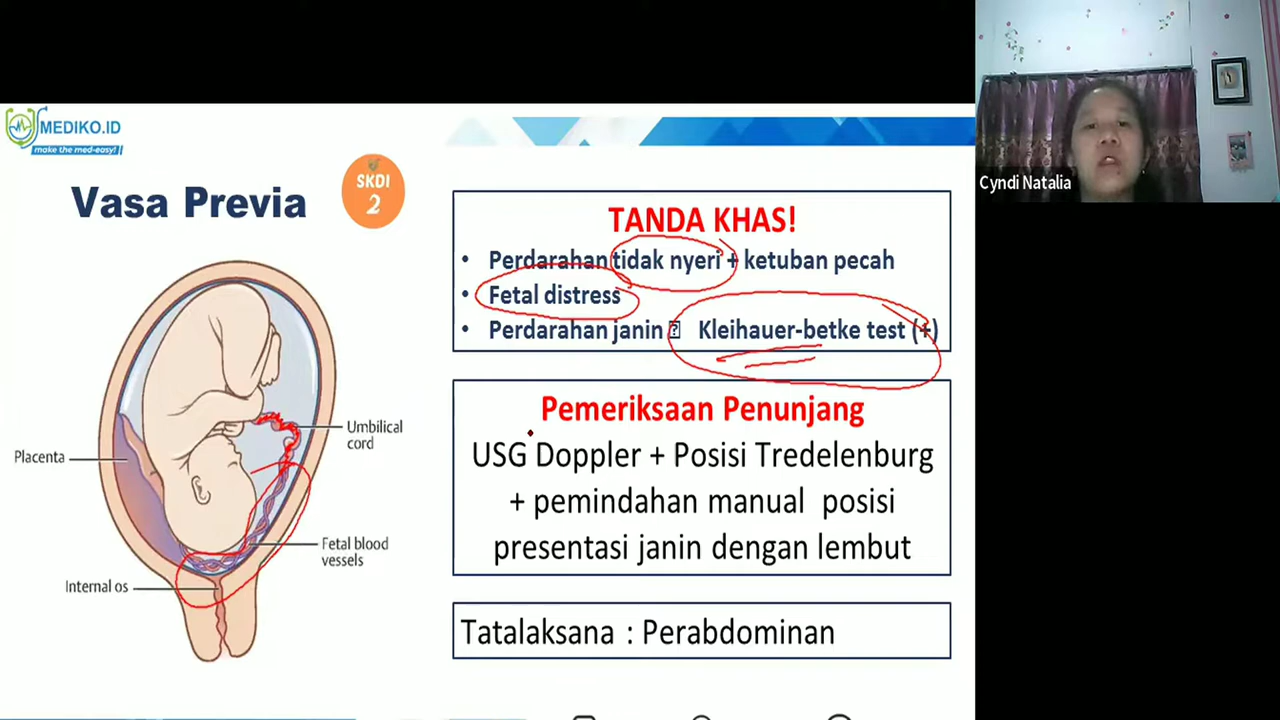 MEDIKO.ID
make the med-easy!
Vasa Previa
SKDI
2
TANDA KHAS!
• Perdarahan tidak nyeri + ketuban pecah
• Fetal distress
• Perdarahan janin ? Kleihauer-betke test (+)
Pemeriksaan Penunjang
USG Doppler + Posisi Tredelenburg
+ pemindahan manual posisi
presentasi janin dengan lembut
Tatalaksana : Perabdominan
Placenta
Umbilical
cord
Fetal blood
vessels
Internal os
Cyndi Natalia